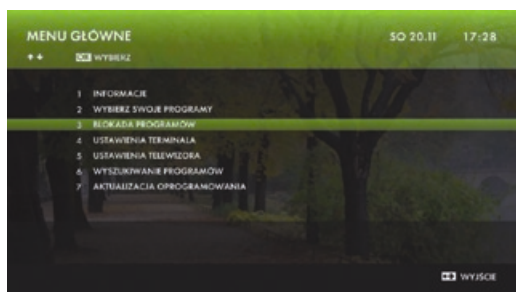 MENU GŁÓWNE
SO 20.11 17:28
OK WYBIERZ
1 INFORMACJE
2 WYBIERZ SWOJE PROGRAMY
3 BLOKADA PROGRAMÓW
4 USTAWIENIA TERMINALA
5 USTAWIENIA TELEWIZORA
6 WYSZUKIWANIE PROGRAMÓW
7 AKTUALIZACJA OPROGRAMOWANIA
WYJŚCIE